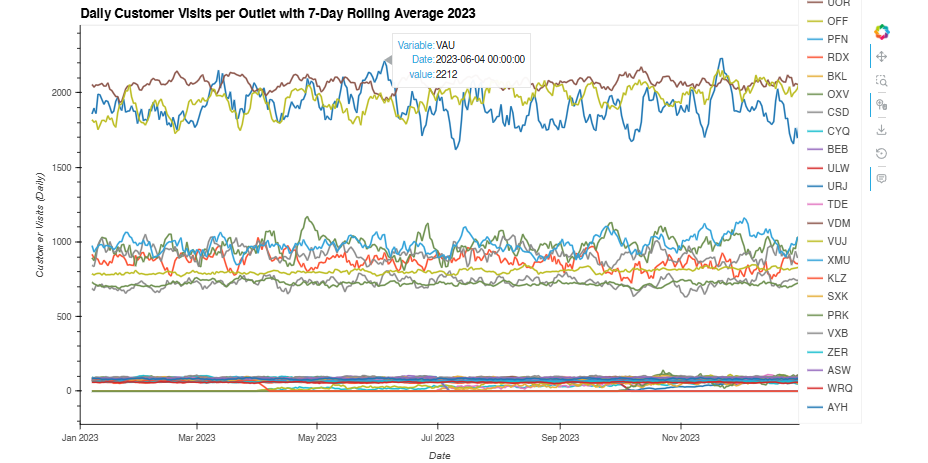 Daily Customer Visits per Outlet with 7-Day Rolling Average 2023
Variable: VAU
Date: 2023-06-04 00:00:00
value: 2212
Customer Visits (Daily)
2000
1500
1000
500
0
Jan 2023
Mar 2023
May 2023
Jul 2023
Sep 2023
Nov 2023
Date
UOR
OFF
PFN
RDX
BKL
OXV
CSD
CYQ
BEB
ULW
URJ
TDE
VDM
VUJ
XMU
KLZ
SXK
PRK
VXB
ZER
ASW
WRQ
AYH